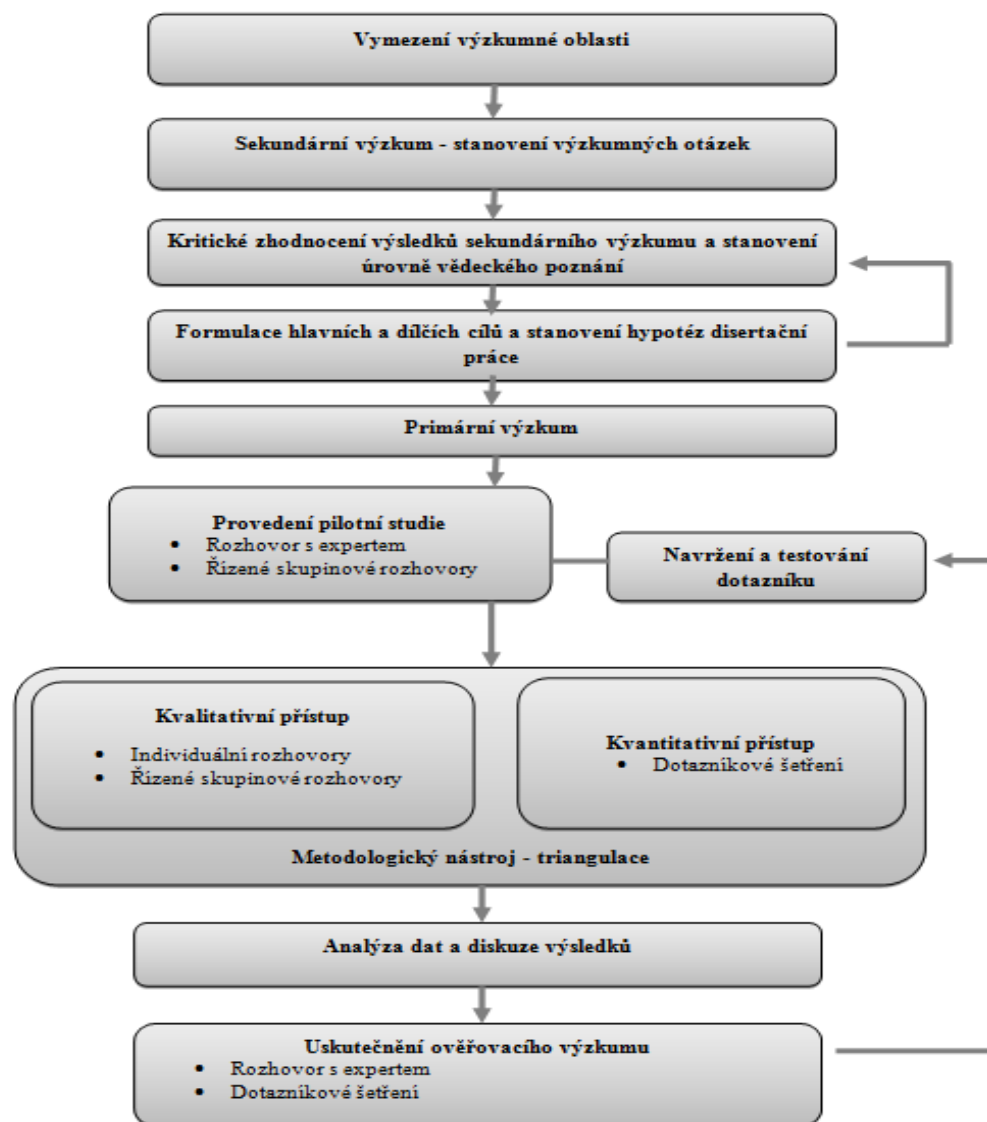 Vymezení výzkumné oblasti
Sekundární výzkum - stanovení výzkumných otázek
Kritické zhodnocení výsledků sekundárního výzkumu a stanovení
úrovně vědeckého poznání
Formulace hlavních a dílčích cílů a stanovení hypotéz disertační
práce
Primární výzkum
Provedení pilotní studie
• Rozhovor s expertem
• Řízené skupinové rozhovory
Navržení a testování
dotazníku
Kvalitativní přístup
• Individuální rozhovory
• Řízené skupinové rozhovory
Kvantitativní přístup
• Dotazníkové šetření
Metodologický nástroj - triangulace
Analýza dat a diskuze výsledků
Uskutečnění ověřovacího výzkumu
• Rozhovor s expertem
• Dotazníkové šetření